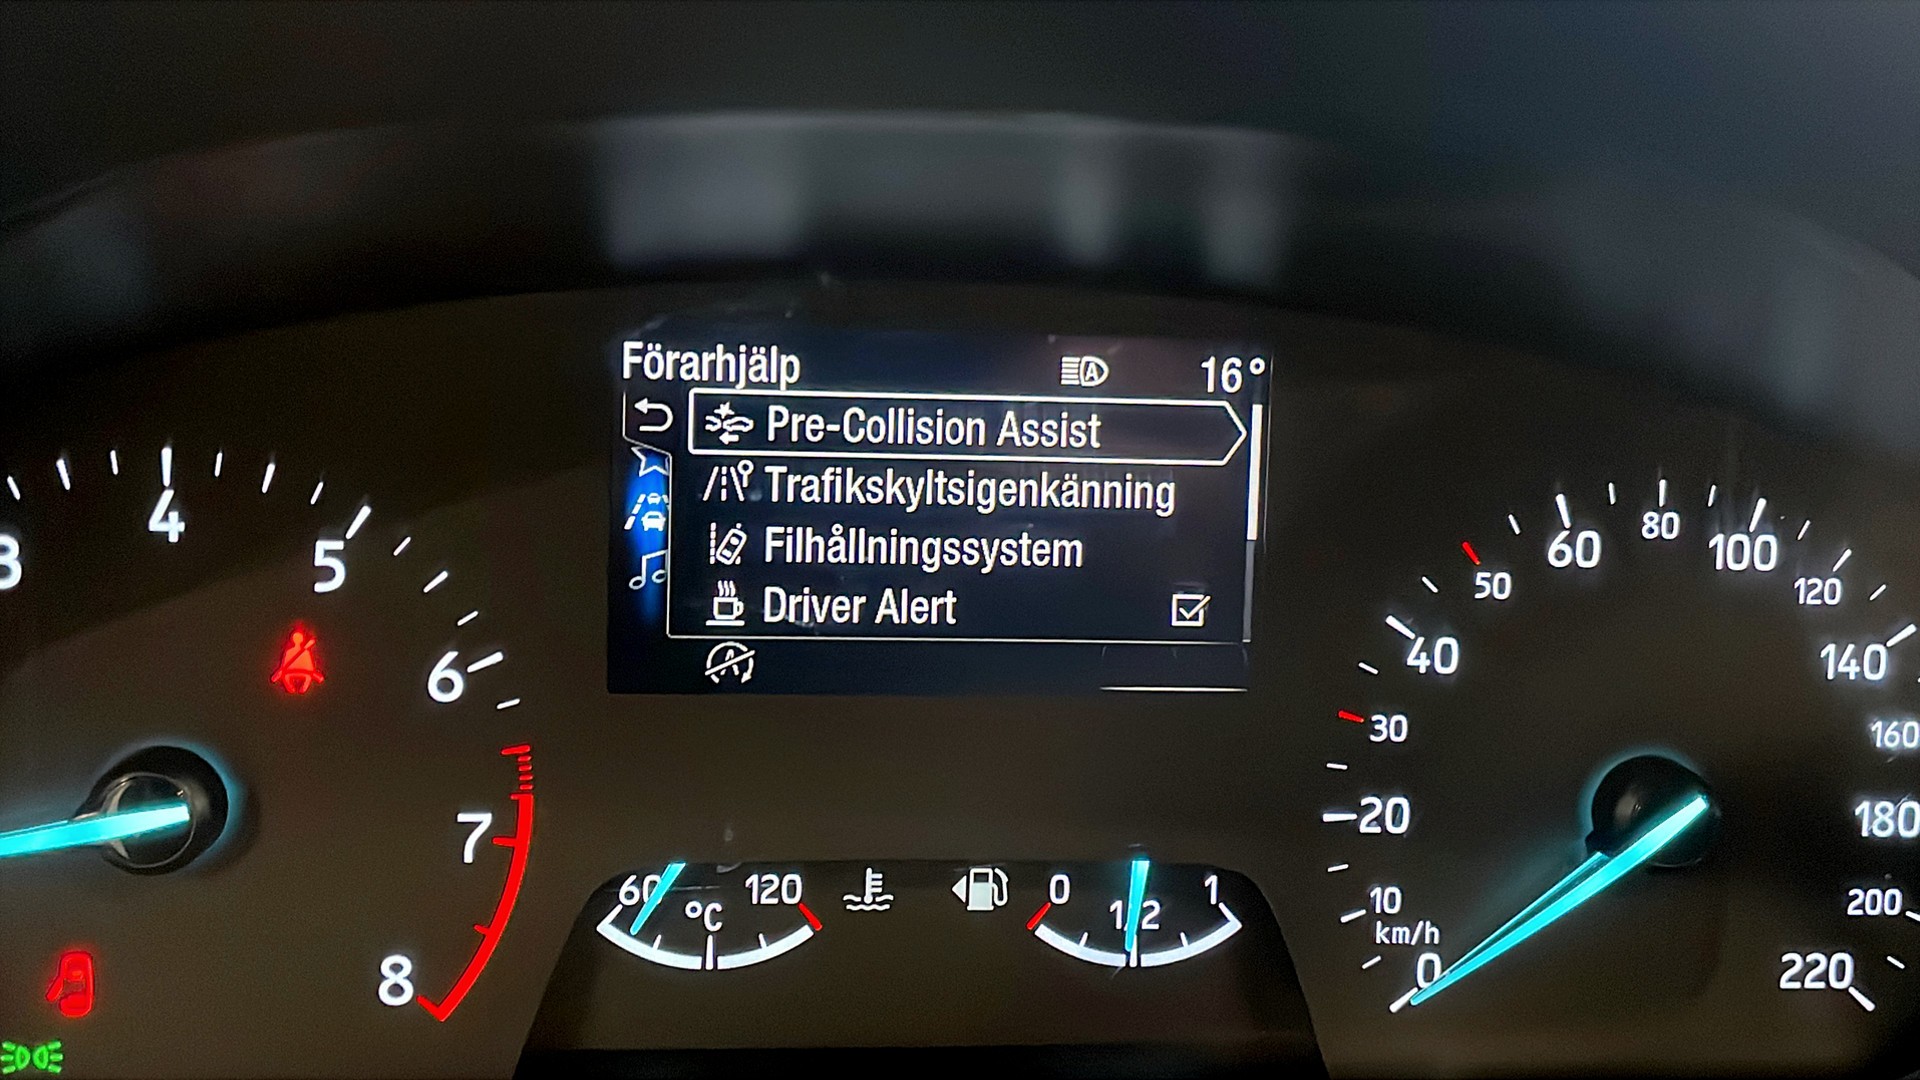 Förarhjälp 16°
Pre-Collision Assist
Trafikskyltsigenkänning
Filhållningssystem
Driver Alert
3
4
5
6
7
8
60 120
°C
0 1/2 1
0
10
20
30
40
50
60
80
100
120
140
160
180
200
220
km/h